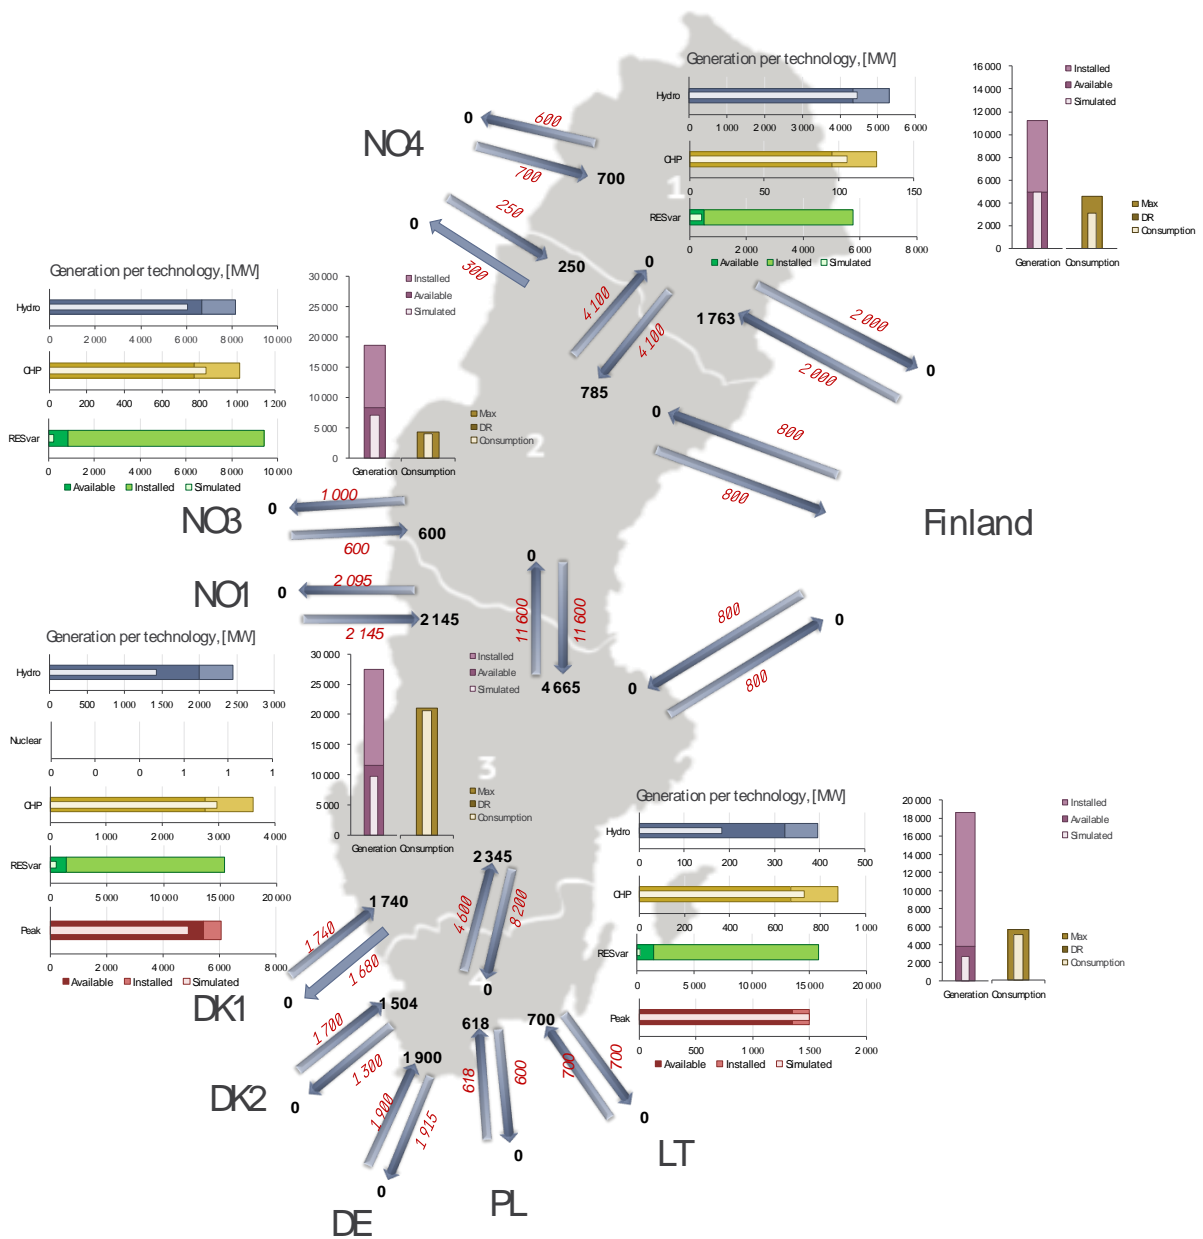 Generation per technology, [MW]
Hydro
0 1 000 2 000 3 000 4 000 5 000 6 000
CHP
0 50 100 150
RESvar
0 2 000 4 000 6 000 8 000
Available Installed Simulated
16 000
14 000
12 000
10 000
8 000
6 000
4 000
2 000
0
Generation Consumption
Installed
Available
Simulated
Max
DR
Consumption
NO4
0
600
700
700
1
0
250
300
250
0
4 100
4 100
785
1 763
2 000
2 000
0
0
800
800
Finland
Generation per technology, [MW]
Hydro
0 2 000 4 000 6 000 8 000 10 000
CHP
0 200 400 600 800 1 000 1 200
RESvar
0 2 000 4 000 6 000 8 000 10 000
Available Installed Simulated
30 000
25 000
20 000
15 000
10 000
5 000
0
Generation Consumption
Installed
Available
Simulated
Max
DR
Consumption
2
NO3
0
1 000
600
600
NO1
0
2 095
2 145
2 145
0
11 600
11 600
4 665
800
800
0
0
Generation per technology, [MW]
Hydro
0 500 1 000 1 500 2 000 2 500 3 000
Nuclear
0 0 0 1 1 1
CHP
0 1 000 2 000 3 000 4 000
RESvar
0 5 000 10 000 15 000 20 000
Peak
0 2 000 4 000 6 000 8 000
Available Installed Simulated
30 000
25 000
20 000
15 000
10 000
5 000
0
Generation Consumption
Installed
Available
Simulated
Max
DR
Consumption
3
2 345
4 600
8 200
0
Generation per technology, [MW]
Hydro
0 100 200 300 400 500
CHP
0 200 400 600 800 1 000
RESvar
0 5 000 10 000 15 000 20 000
Peak
0 500 1 000 1 500 2 000
Available Installed Simulated
20 000
18 000
16 000
14 000
12 000
10 000
8 000
6 000
4 000
2 000
0
Generation Consumption
Installed
Available
Simulated
Max
DR
Consumption
1 740
1 740
1 680
0
DK1
1 504
1 700
1 300
0
DK2
1 900
1 900
1 915
0
DE
618
618
600
0
PL
700
700
700
0
LT